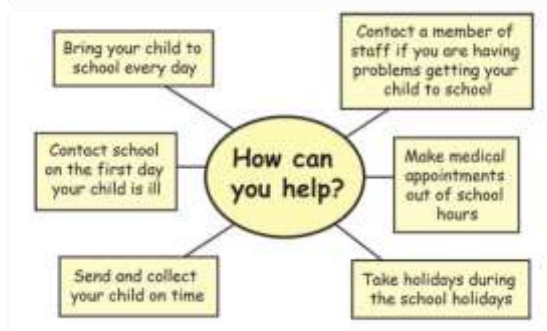 Bring your child to
school every day
Contact a member of
staff if you are having
problems getting your
child to school
Contact school
on the first day
your child is ill
How can
you help?
Make medical
appointments
out of school
hours
Send and collect
your child on time
Take holidays during
the school holidays